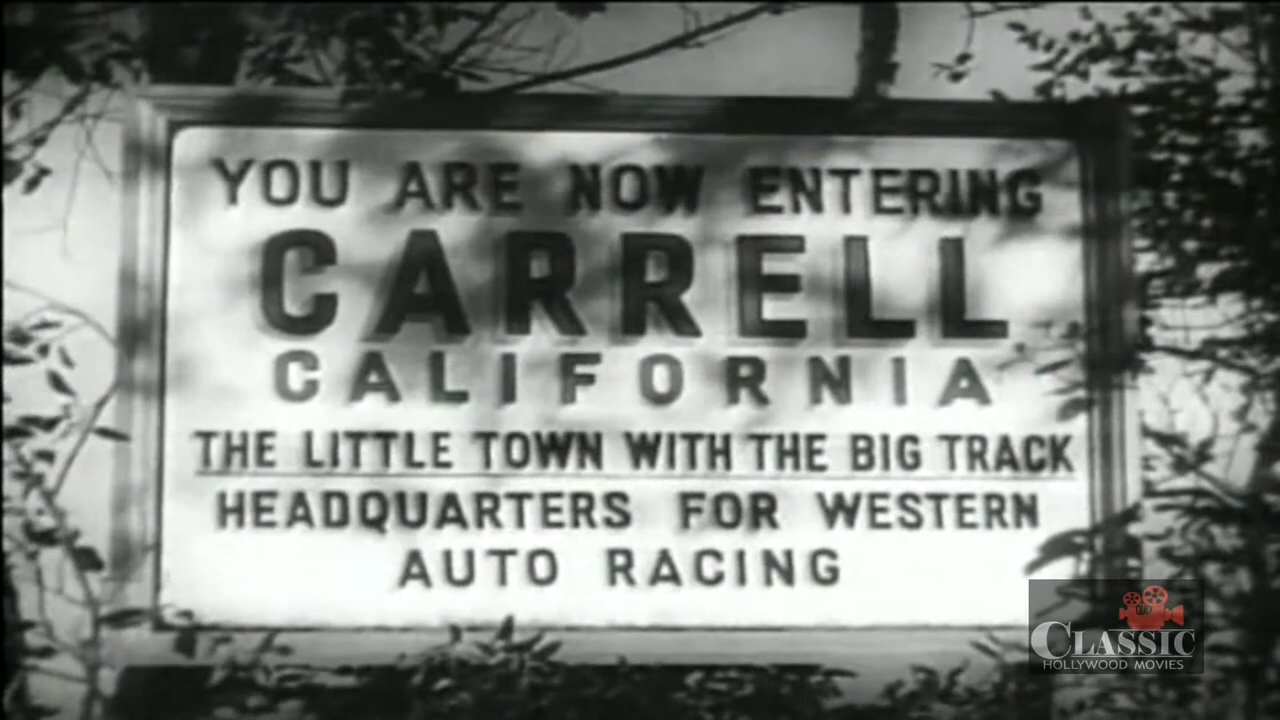 YOU ARE NOW ENTERING
CARRELL
CALIFORNIA
THE LITTLE TOWN WITH THE BIG TRACK
HEADQUARTERS FOR WESTERN
AUTO RACING
CLASSIC
HOLLYWOOD MOVIES